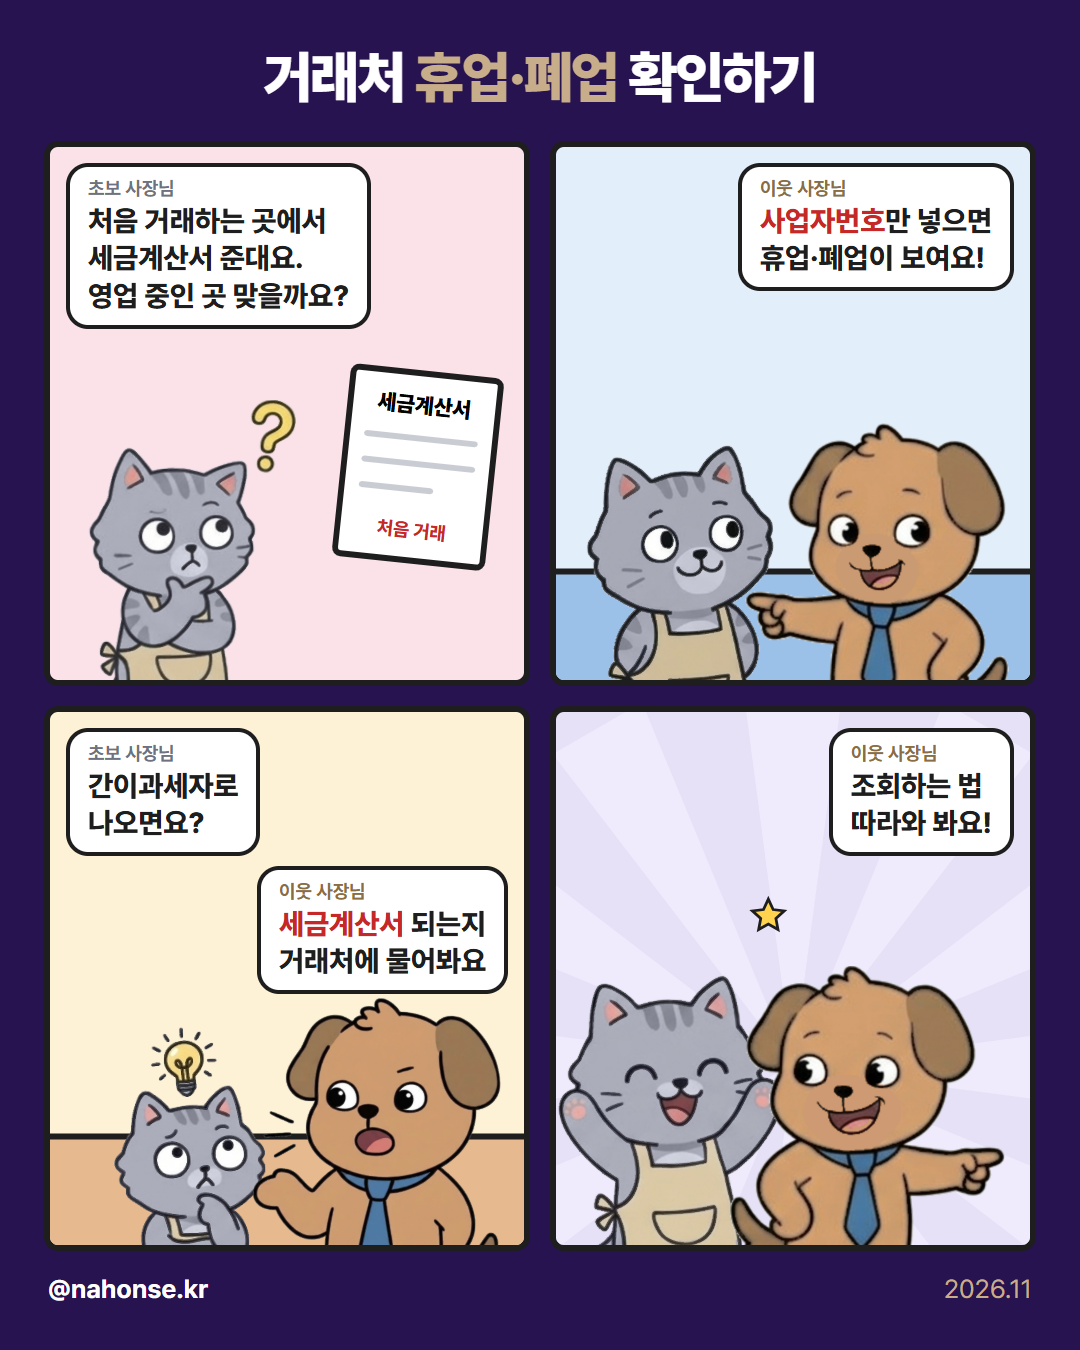 거래처 휴업·폐업 확인하기
초보 사장님
처음 거래하는 곳에서
세금계산서 준대요.
영업 중인 곳 맞을까요?
세금계산서
처음 거래
이웃 사장님
사업자번호만 넣으면
휴업·폐업이 보여요!
초보 사장님
간이과세자로
나오면요?
이웃 사장님
세금계산서 되는지
거래처에 물어봐요
이웃 사장님
조회하는 법
따라와 봐요!
@nahonse.kr
2026.11